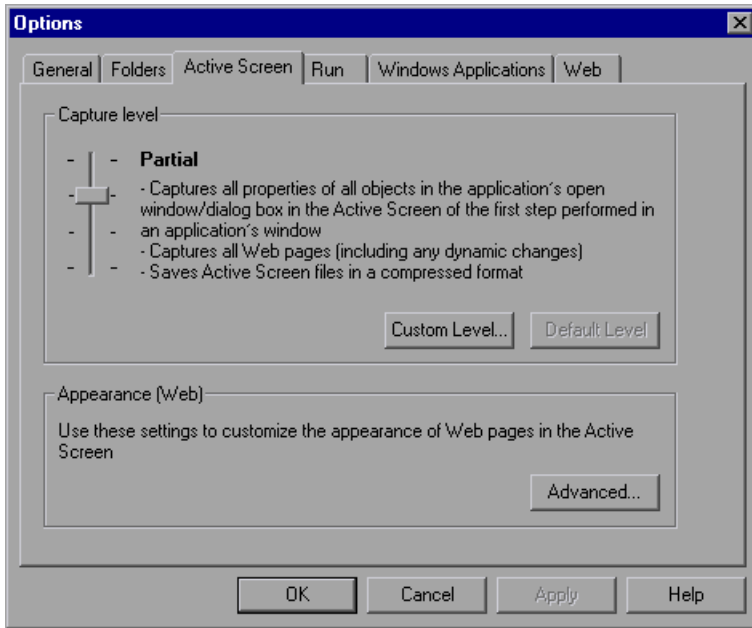 Options
General Folders Active Screen Run Windows Applications Web
Capture level
Partial
- Captures all properties of all objects in the application´s open
window/dialog box in the Active Screen of the first step performed in
an application´s window
- Captures all Web pages (including any dynamic changes)
- Saves Active Screen files in a compressed format
Custom Level... Default Level
Appearance (Web)
Use these settings to customize the appearance of Web pages in the Active
Screen
Advanced...
OK Cancel Apply Help